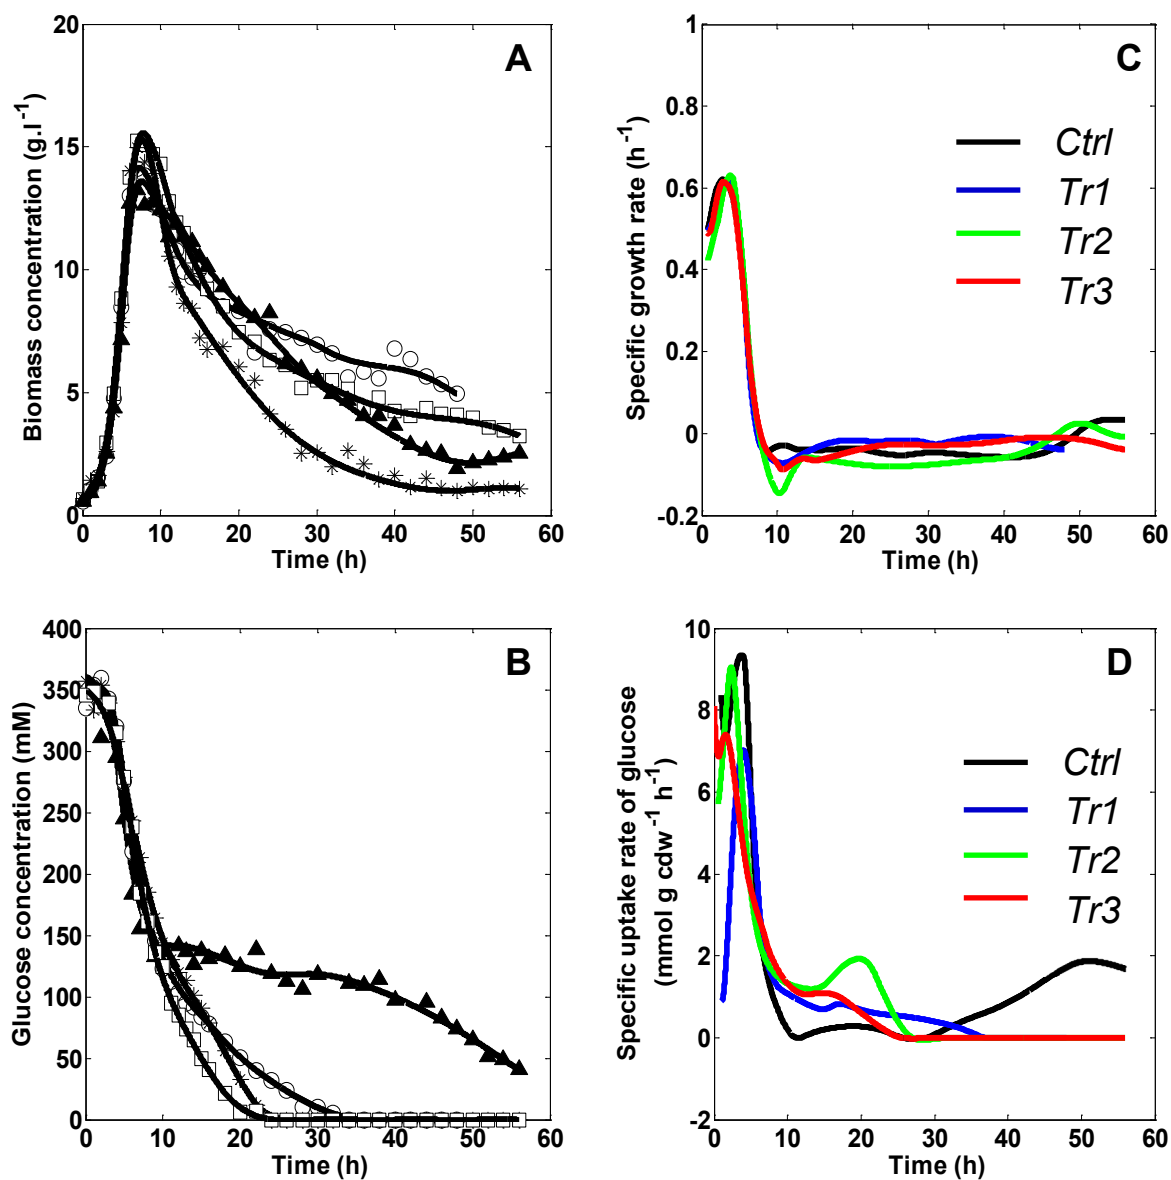 A
Biomass concentration (g.l-1)
20
15
10
5
0
0 10 20 30 40 50 60
Time (h)
C
Specific growth rate (h-1)
1
0.8
0.6
0.4
0.2
0
-0.2
0 10 20 30 40 50 60
Time (h)
Ctrl
Tr1
Tr2
Tr3
B
Glucose concentration (mM)
400
350
300
250
200
150
100
50
0
0 10 20 30 40 50 60
Time (h)
D
Specific uptake rate of glucose
(mmol g cdw-1 h-1)
10
8
6
4
2
0
-2
0 10 20 30 40 50 60
Time (h)
Ctrl
Tr1
Tr2
Tr3